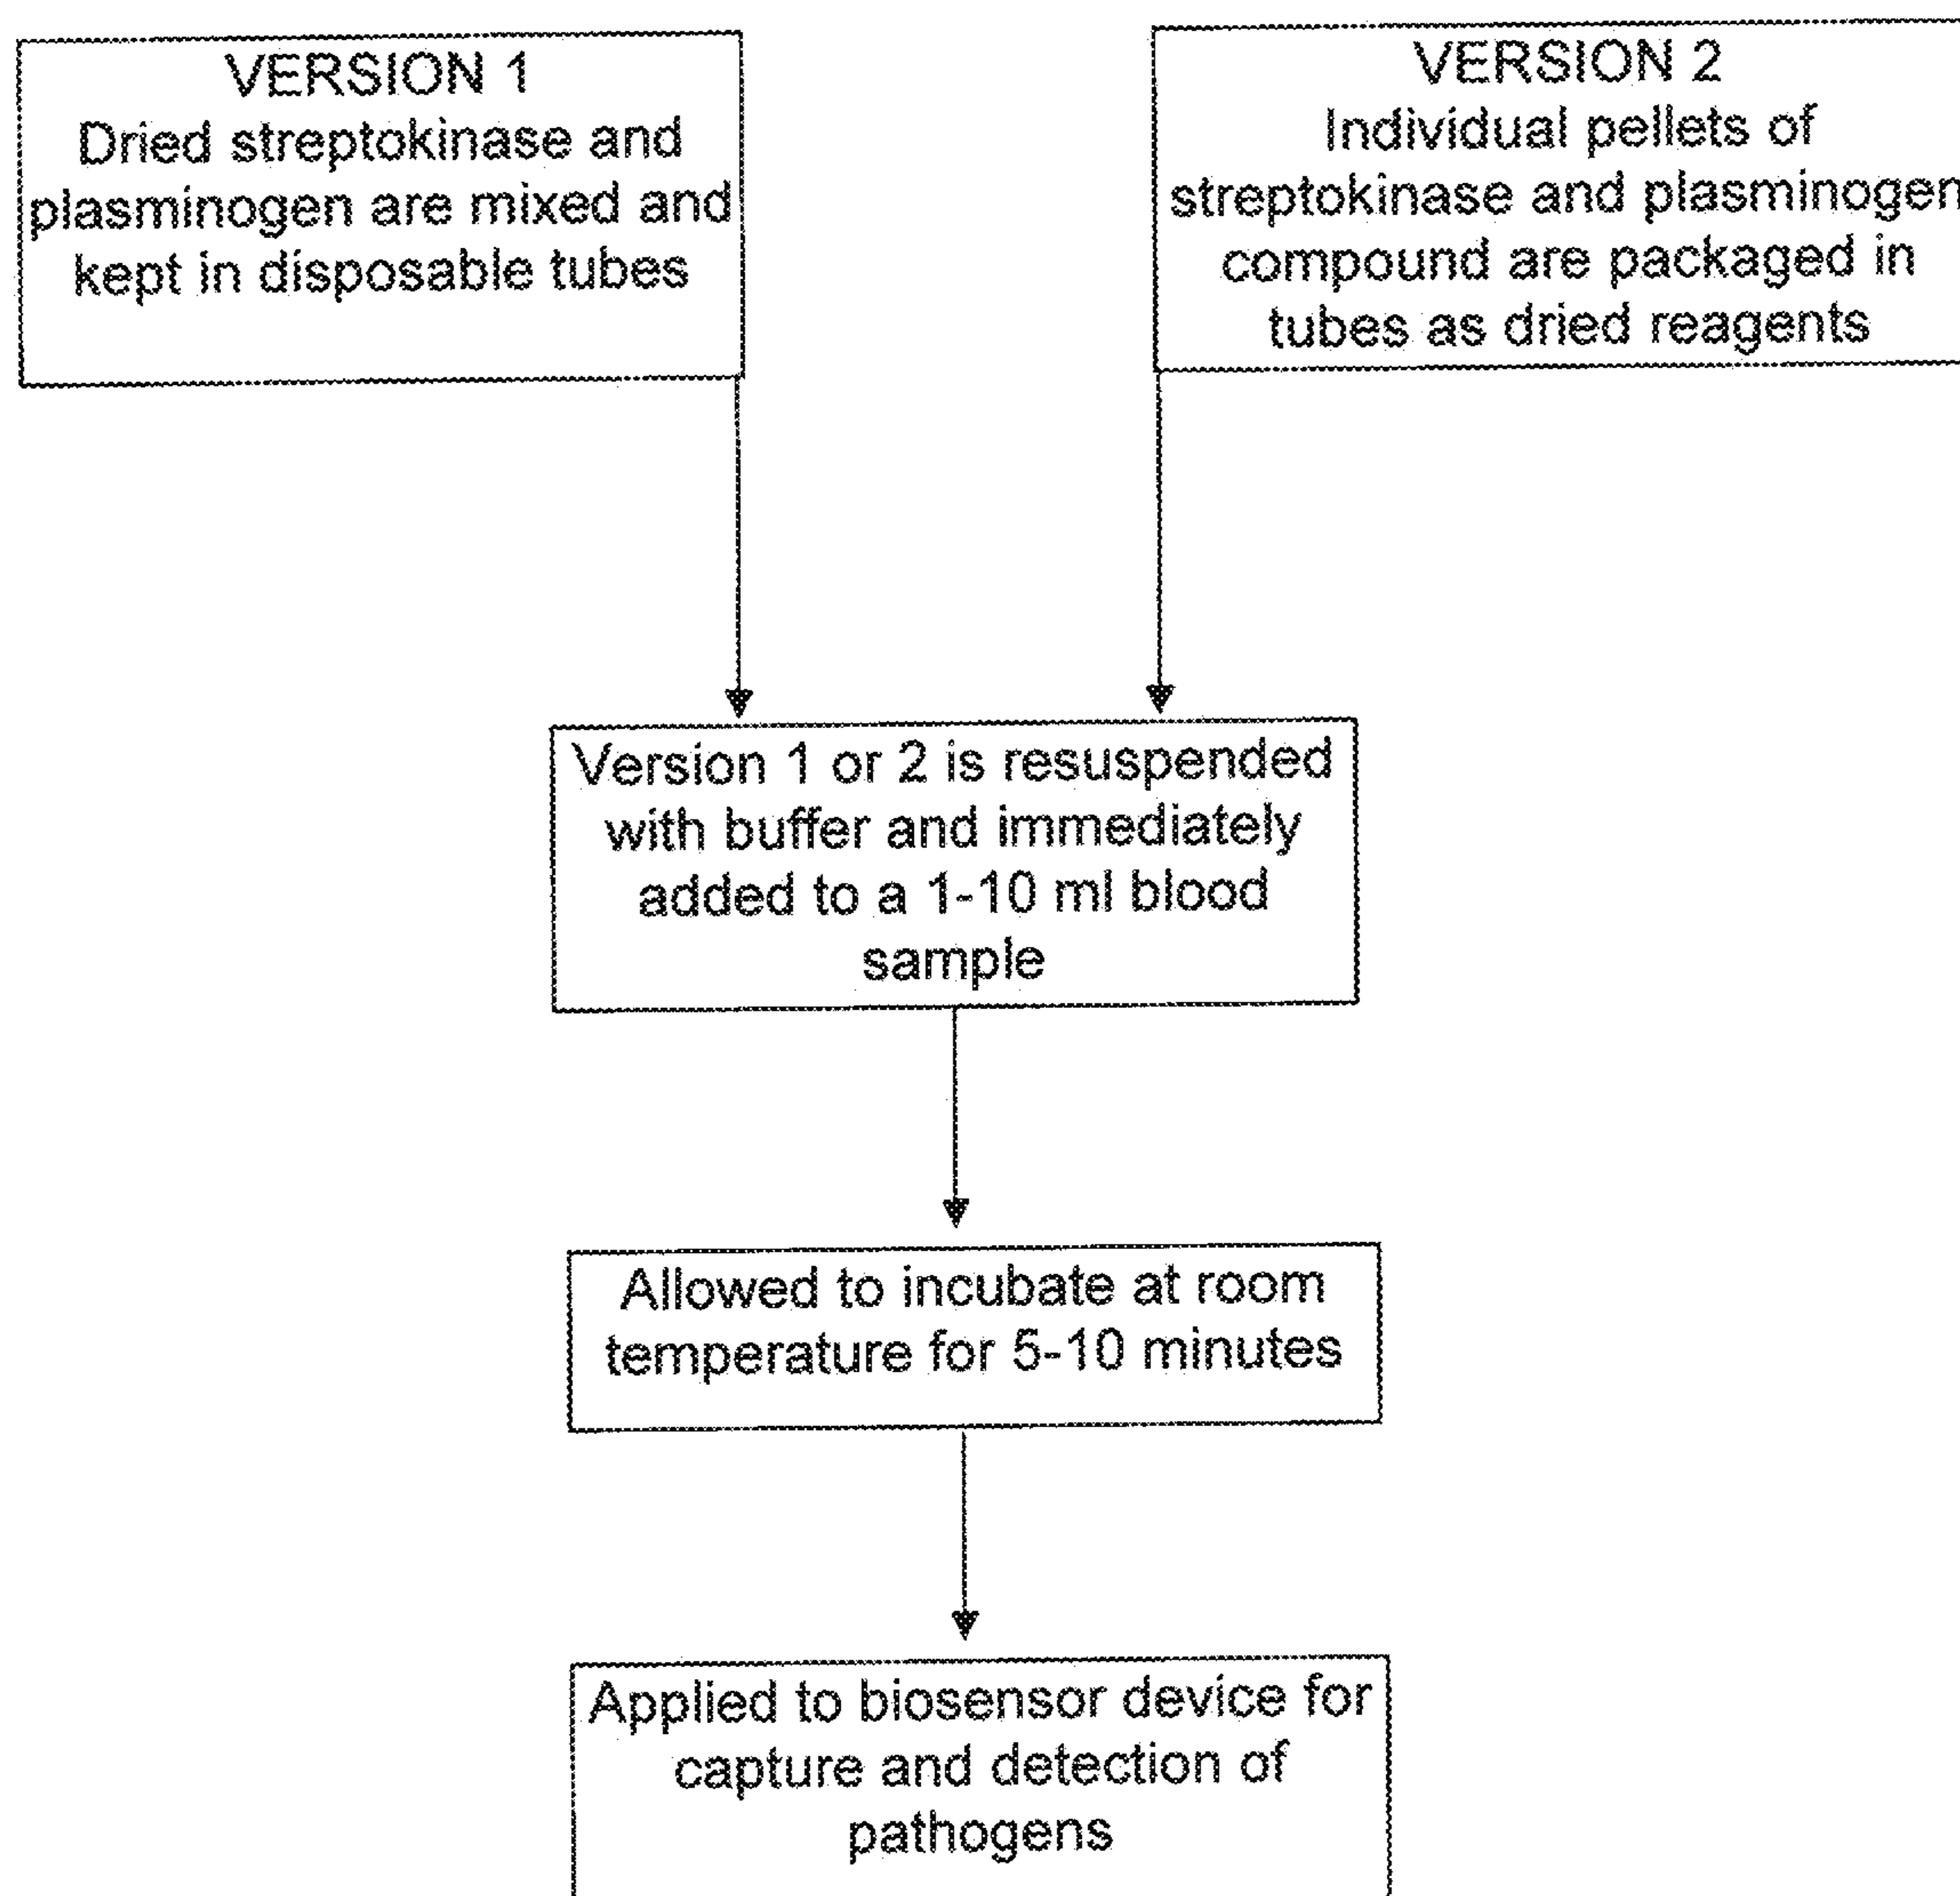 VERSION 1
Dried streptokinase and
plasminogen are mixed and
kept in disposable tubes
VERSION 2
Individual pellets of
streptokinase and plasminogen
compound are packaged in
tubes as dried reagents
Version 1 or 2 is resuspended
with buffer and immediately
added to a 1-10 ml blood
sample
Allowed to incubate at room
temperature for 5-10 minutes
Applied to biosensor device for
capture and detection of
pathogens